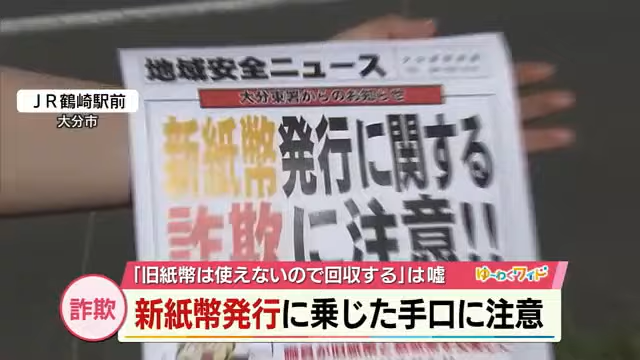 地域安全ニュース
大分東署からのお知らせ
ＪＲ鶴崎駅前
大分市
新紙幣発行に関する
詐欺に注意!!
「旧紙幣は使えないので回収する」は嘘
ゆ〜わくワイド
詐欺
新紙幣発行に乗じた手口に注意